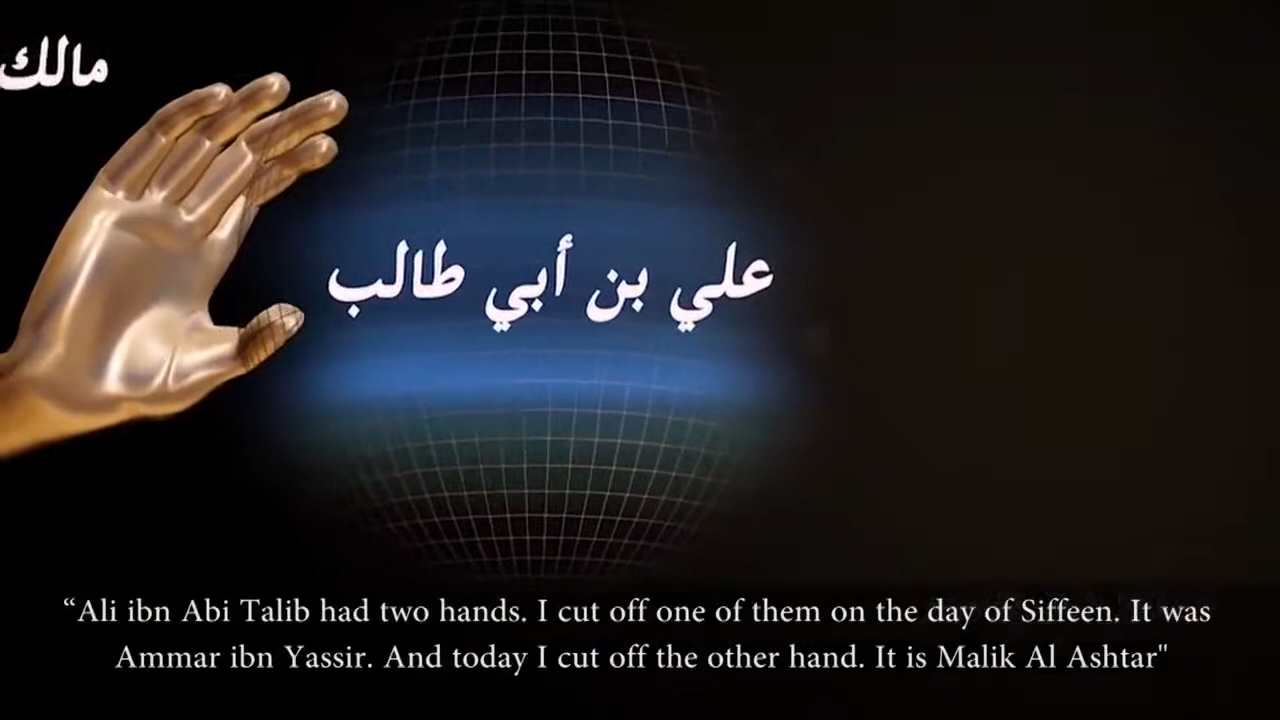 مالك
علي بن أبي طالب
“Ali ibn Abi Talib had two hands. I cut off one of them on the day of Siffeen. It was
Ammar ibn Yassir. And today I cut off the other hand. It is Malik Al Ashtar"